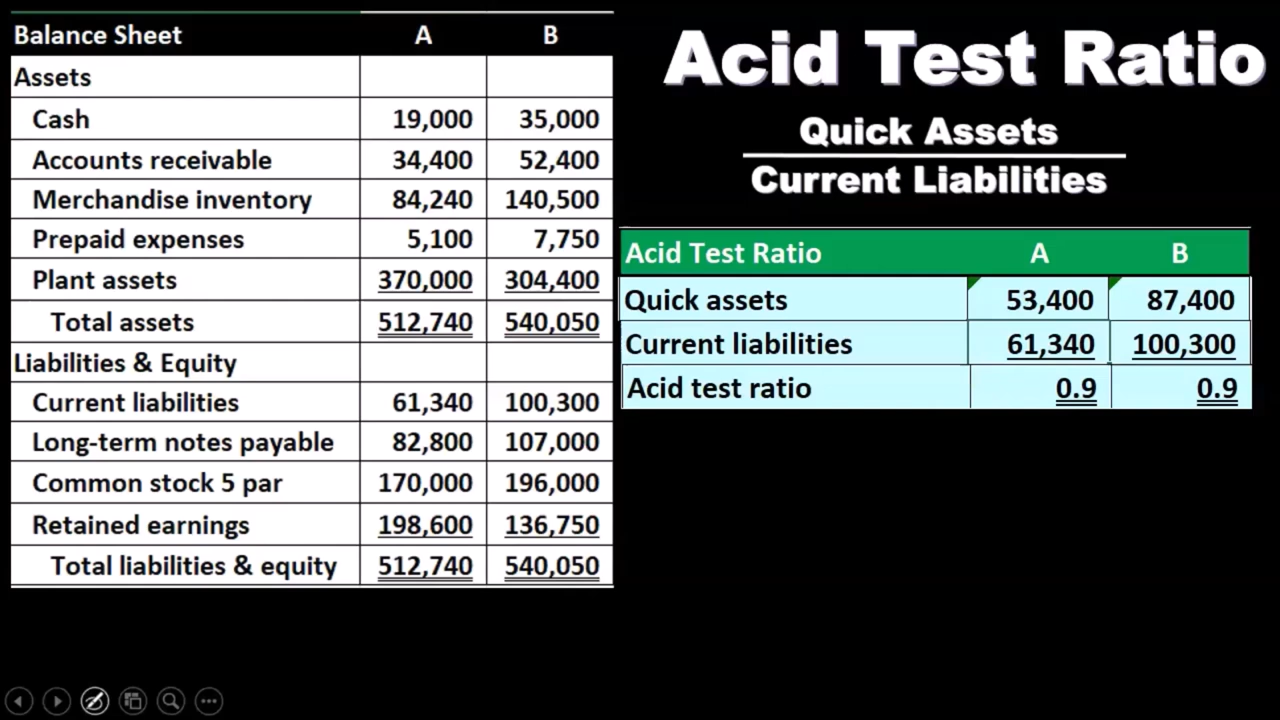 Balance Sheet A B
Assets
Cash 19,000 35,000
Accounts receivable 34,400 52,400
Merchandise inventory 84,240 140,500
Prepaid expenses 5,100 7,750
Plant assets 370,000 304,400
Total assets 512,740 540,050
Liabilities & Equity
Current liabilities 61,340 100,300
Long-term notes payable 82,800 107,000
Common stock 5 par 170,000 196,000
Retained earnings 198,600 136,750
Total liabilities & equity 512,740 540,050
Acid Test Ratio
Quick Assets
Current Liabilities
Acid Test Ratio A B
Quick assets 53,400 87,400
Current liabilities 61,340 100,300
Acid test ratio 0.9 0.9